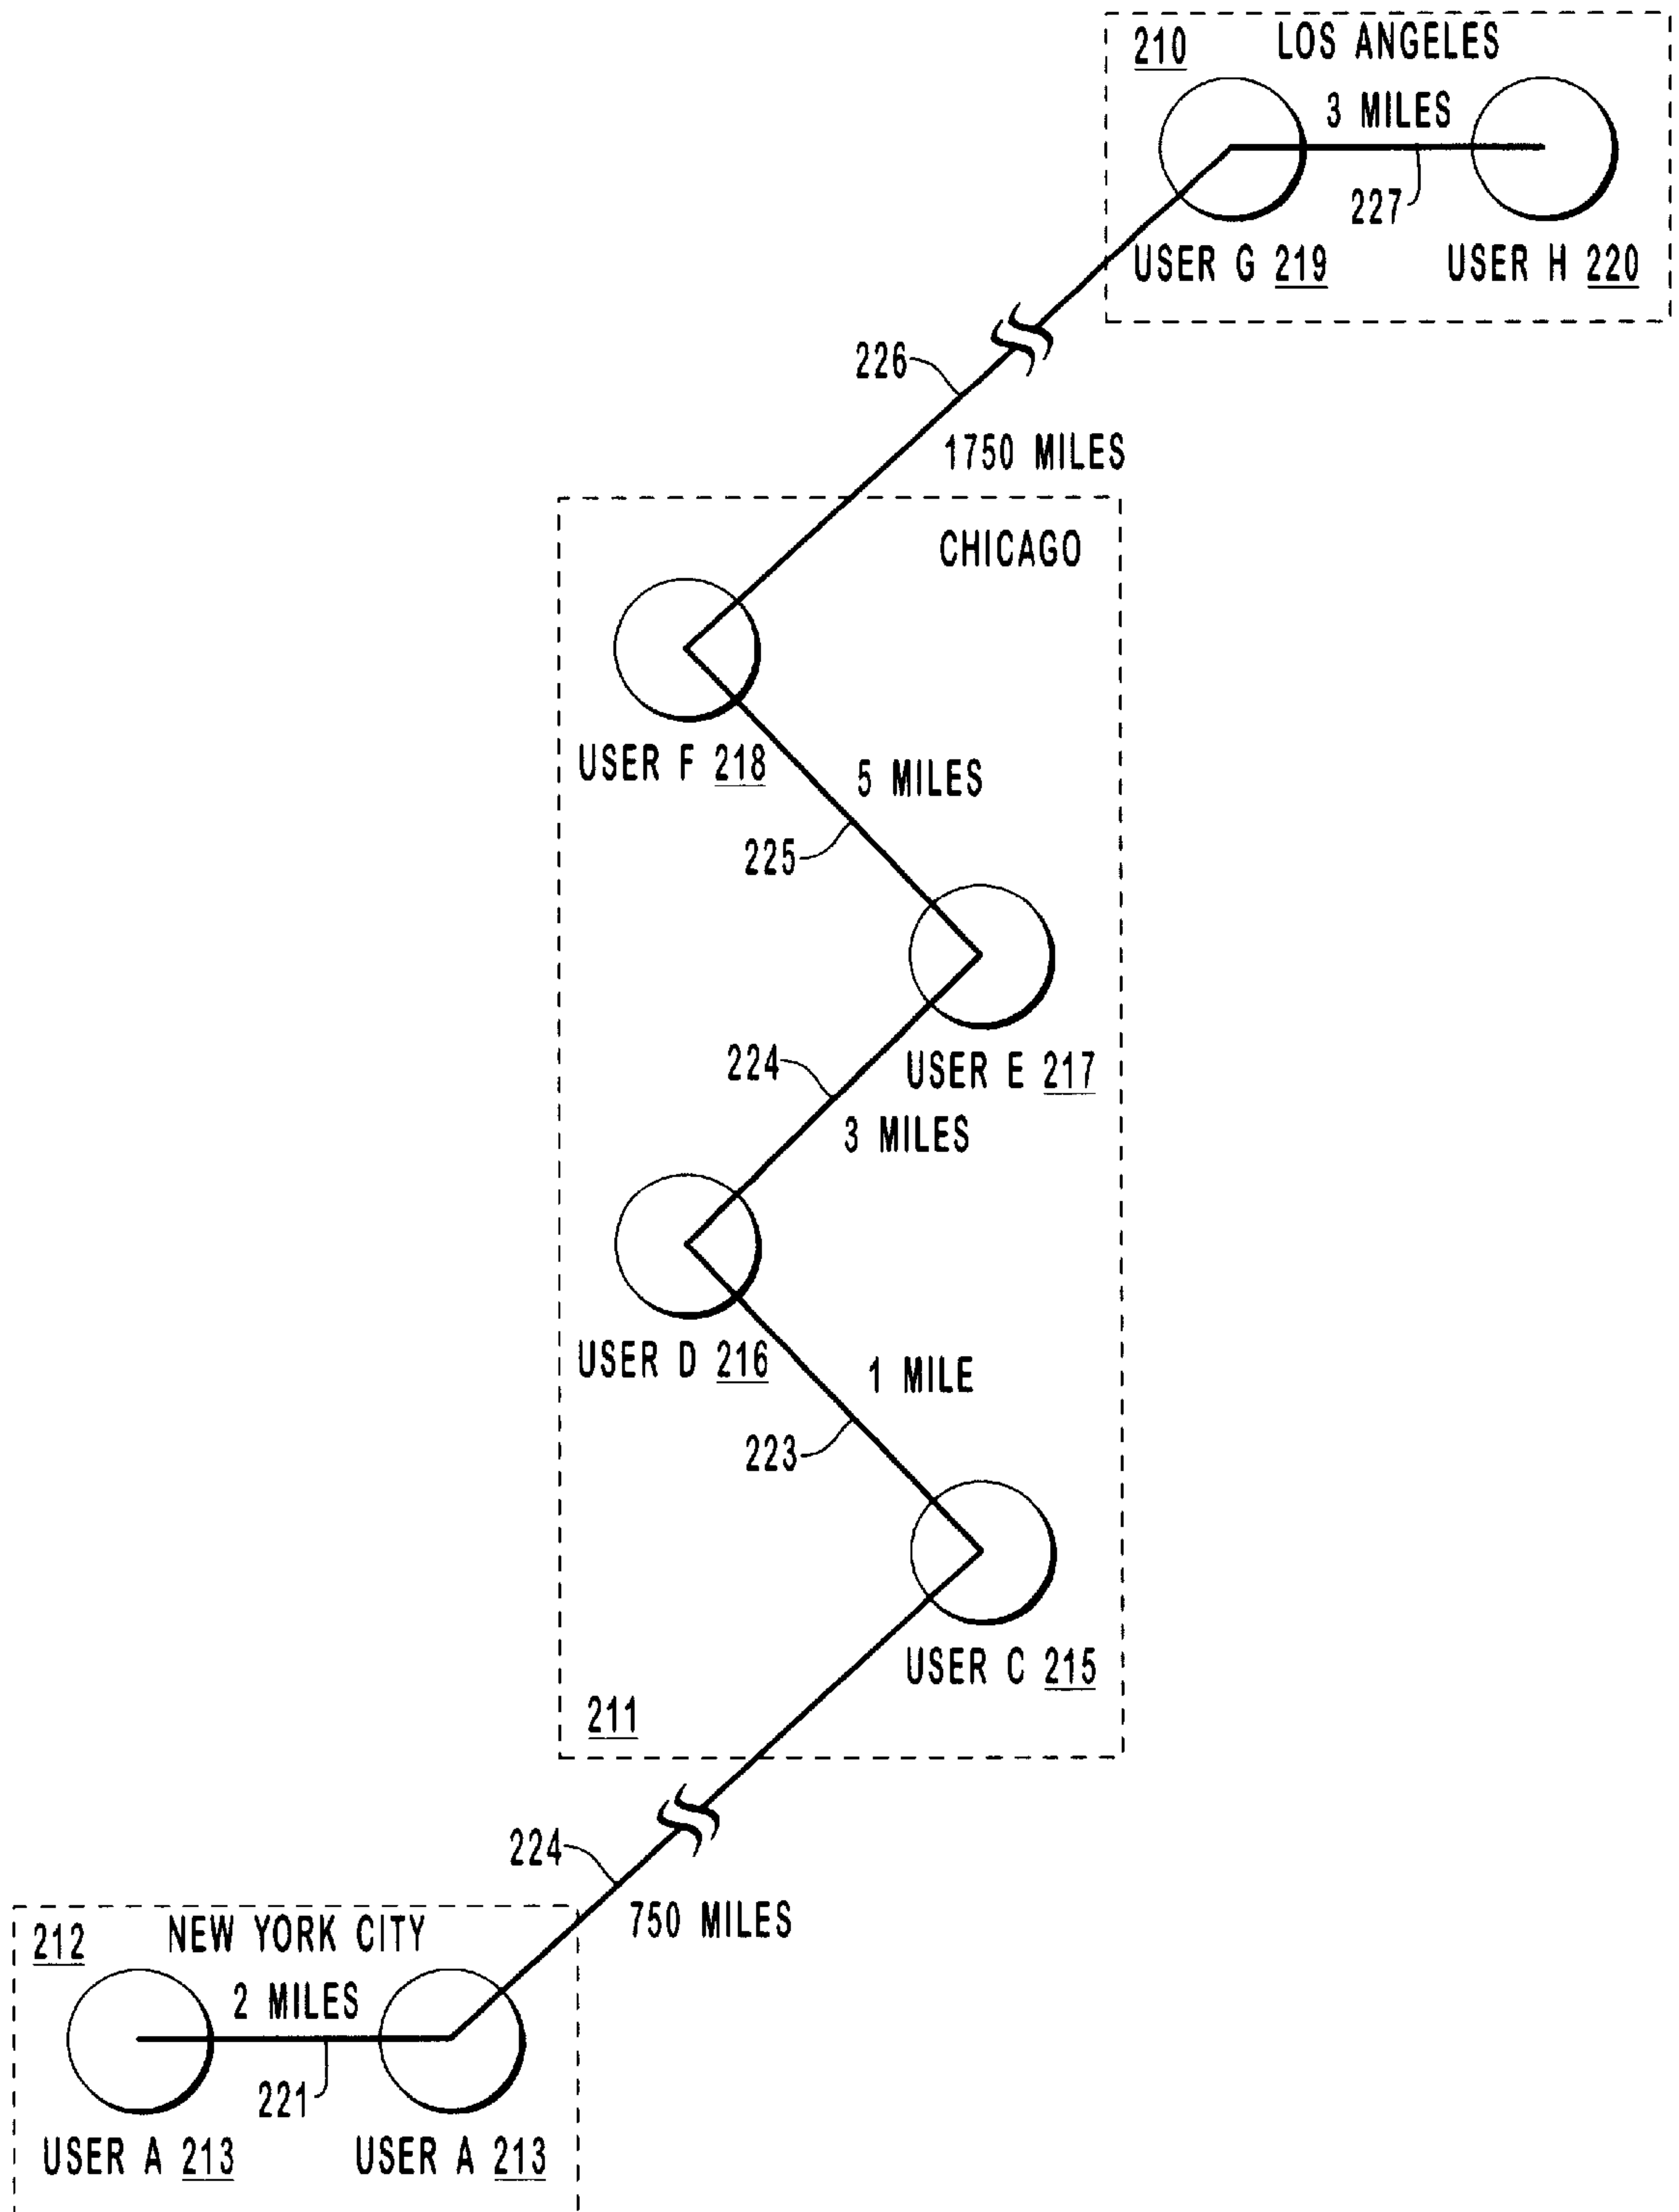 210 LOS ANGELES
3 MILES
227
USER G 219 USER H 220
226
1750 MILES
CHICAGO
USER F 218
5 MILES
225
224
USER E 217
3 MILES
USER D 216
1 MILE
223
USER C 215
211
224
750 MILES
212 NEW YORK CITY
2 MILES
221
USER A 213 USER A 213